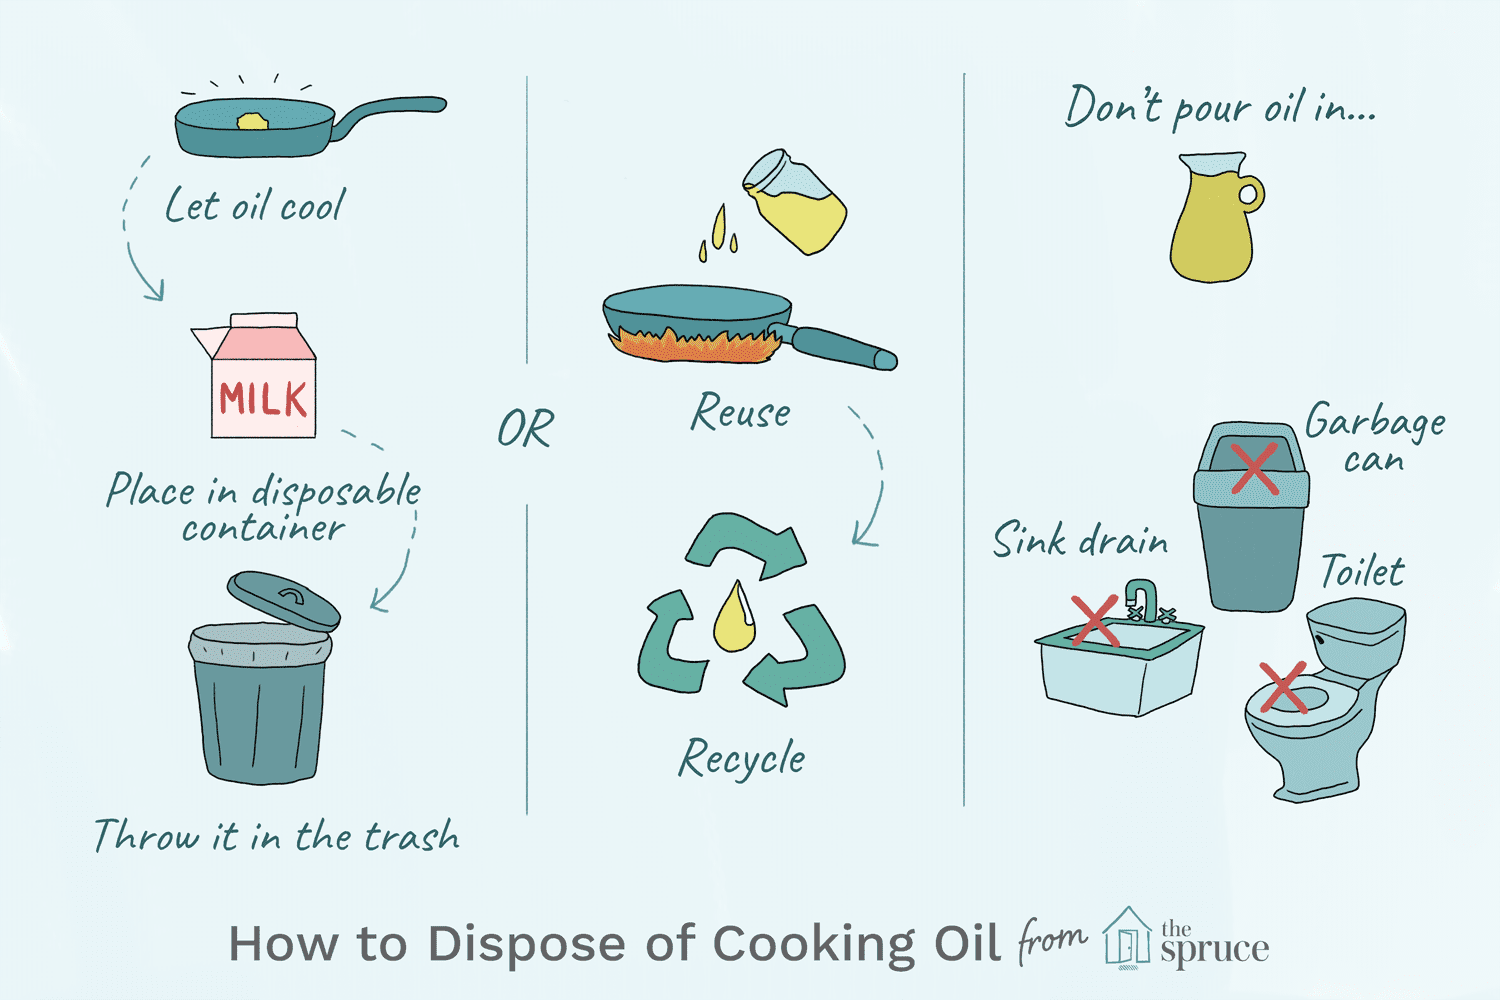 Let oil cool
MILK
Place in disposable
container
Throw it in the trash
OR
Reuse
Recycle
Don't pour oil in...
Garbage
can
Sink drain
Toilet
How to Dispose of Cooking Oil from the spruce